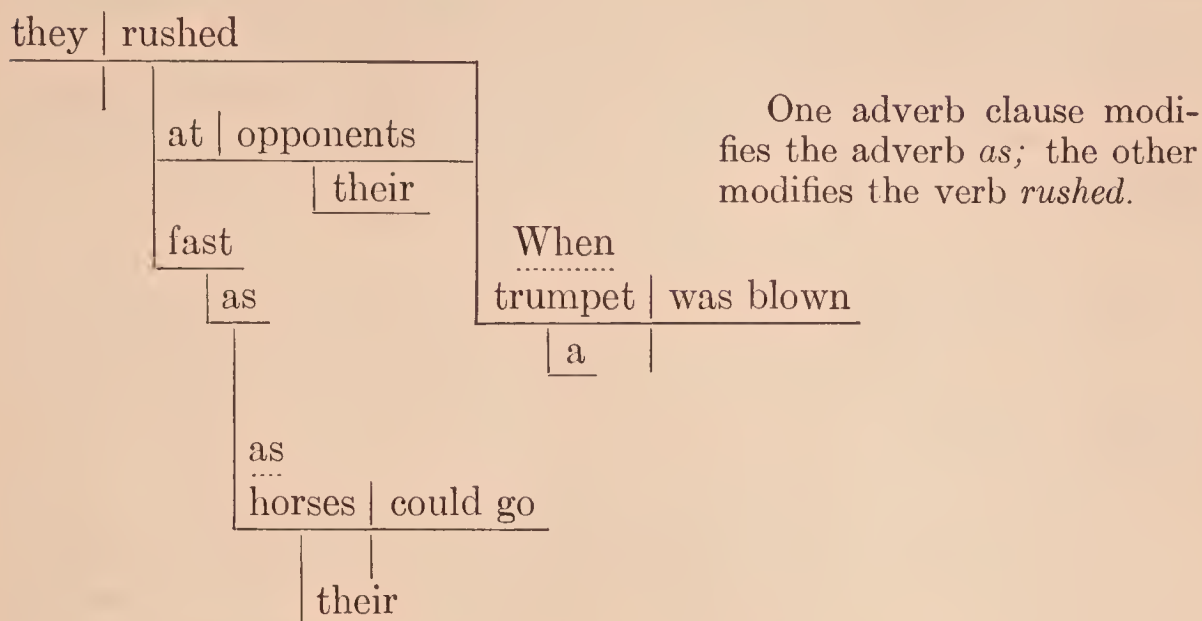 they rushed
at opponents
their
fast
as
When
trumpet was blown
a
as
horses could go
their
One adverb clause modi-
fies the adverb as; the other
modifies the verb rushed.